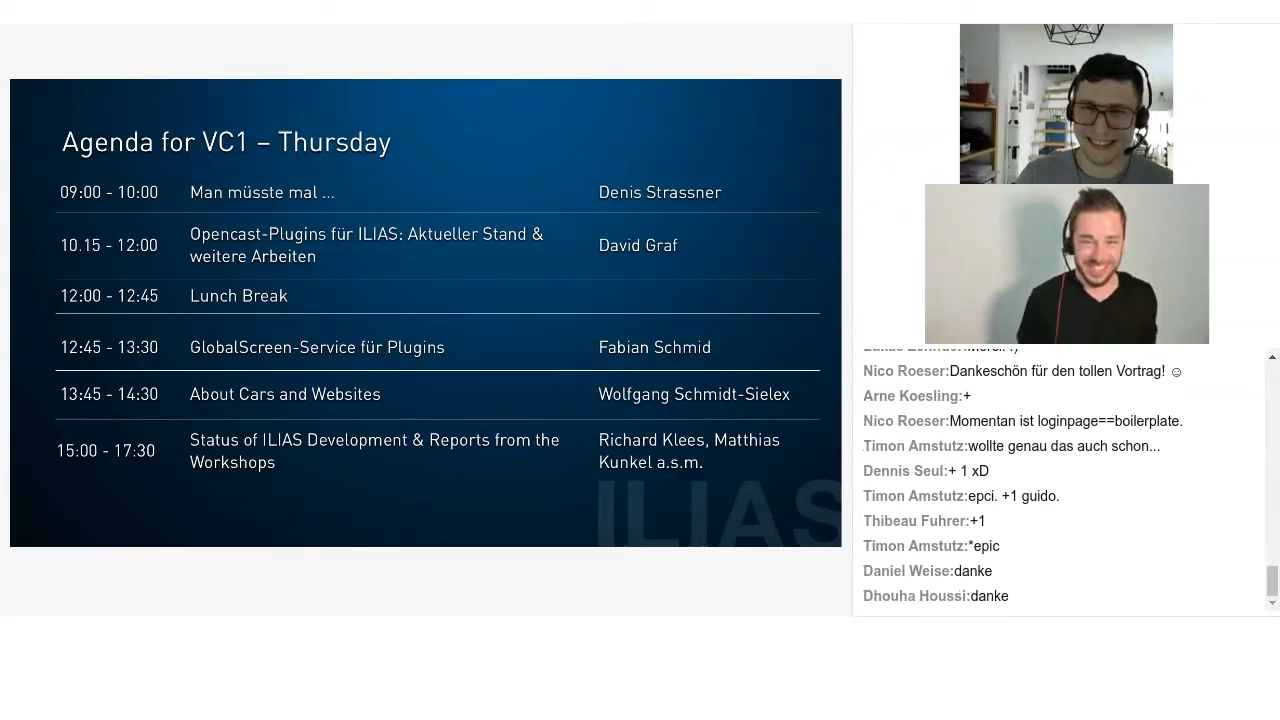 Agenda for VC1 – Thursday
09:00 - 10:00 Man müsste mal ... Denis Strassner
10.15 - 12:00 Opencast-Plugins für ILIAS: Aktueller Stand & weitere Arbeiten David Graf
12:00 - 12:45 Lunch Break
12:45 - 13:30 GlobalScreen-Service für Plugins Fabian Schmid
13:45 - 14:30 About Cars and Websites Wolfgang Schmidt-Sielex
15:00 - 17:30 Status of ILIAS Development & Reports from the Workshops Richard Klees, Matthias Kunkel a.s.m.
ILIAS
Nico Roeser:Dankeschön für den tollen Vortrag! ☺
Arne Koesling:+
Nico Roeser:Momentan ist loginpage==boilerplate.
Timon Amstutz:wollte genau das auch schon...
Dennis Seul:+ 1 xD
Timon Amstutz:epci. +1 guido.
Thibeau Fuhrer:+1
Timon Amstutz:*epic
Daniel Weise:danke
Dhouha Houssi:danke